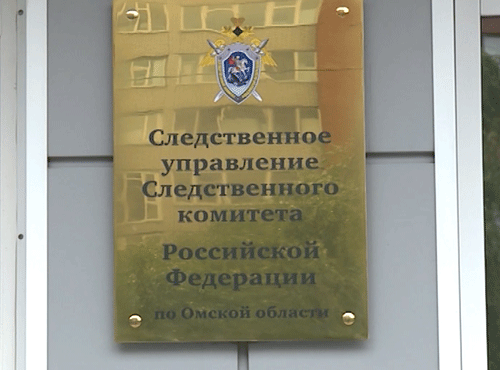 Следственное
управление
Следственного
комитета
Российской
Федерации
по Омской области